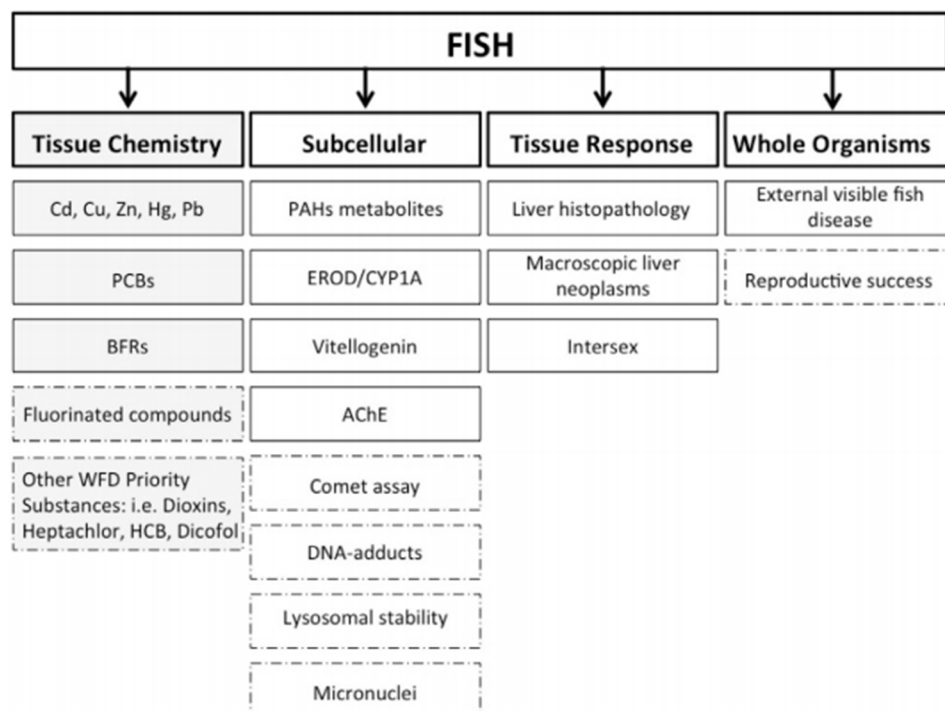 FISH
Tissue Chemistry
Subcellular
Tissue Response
Whole Organisms
Cd, Cu, Zn, Hg, Pb
PAHs metabolites
Liver histopathology
External visible fish
disease
PCBs
EROD/CYP1A
Macroscopic liver
neoplasms
Reproductive success
BFRs
Vitellogenin
Intersex
Fluorinated compounds
AChE
Other WFD Priority
Substances: i.e. Dioxins,
Heptachlor, HCB, Dicofol
Comet assay
DNA-adducts
Lysosomal stability
Micronuclei